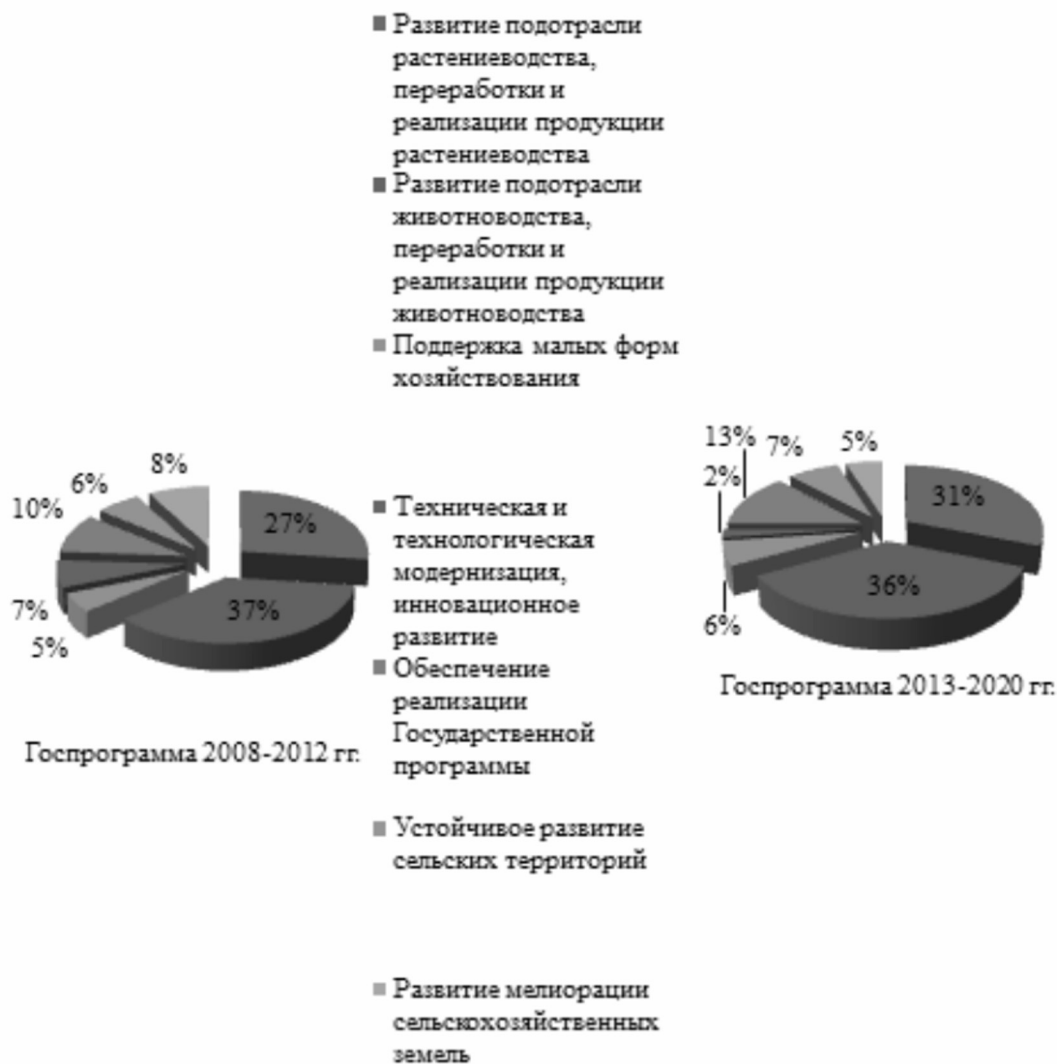 Развитие подотрасли
растениеводства,
переработки и
реализации продукции
растениеводства
Развитие подотрасли
животноводства,
переработки и
реализации продукции
животноводства
Поддержка малых форм
хозяйствования
Техническая и
технологическая
модернизация,
инновационное
развитие
Обеспечение
реализации
Государственной
программы
Устойчивое развитие
сельских территорий
Развитие мелиорации
сельскохозяйственных
земель
8%
6%
10%
27%
7%
37%
5%
Госпрограмма 2008-2012 гг.
13%
7%
5%
2%
31%
36%
6%
Госпрограмма 2013-2020 гг.